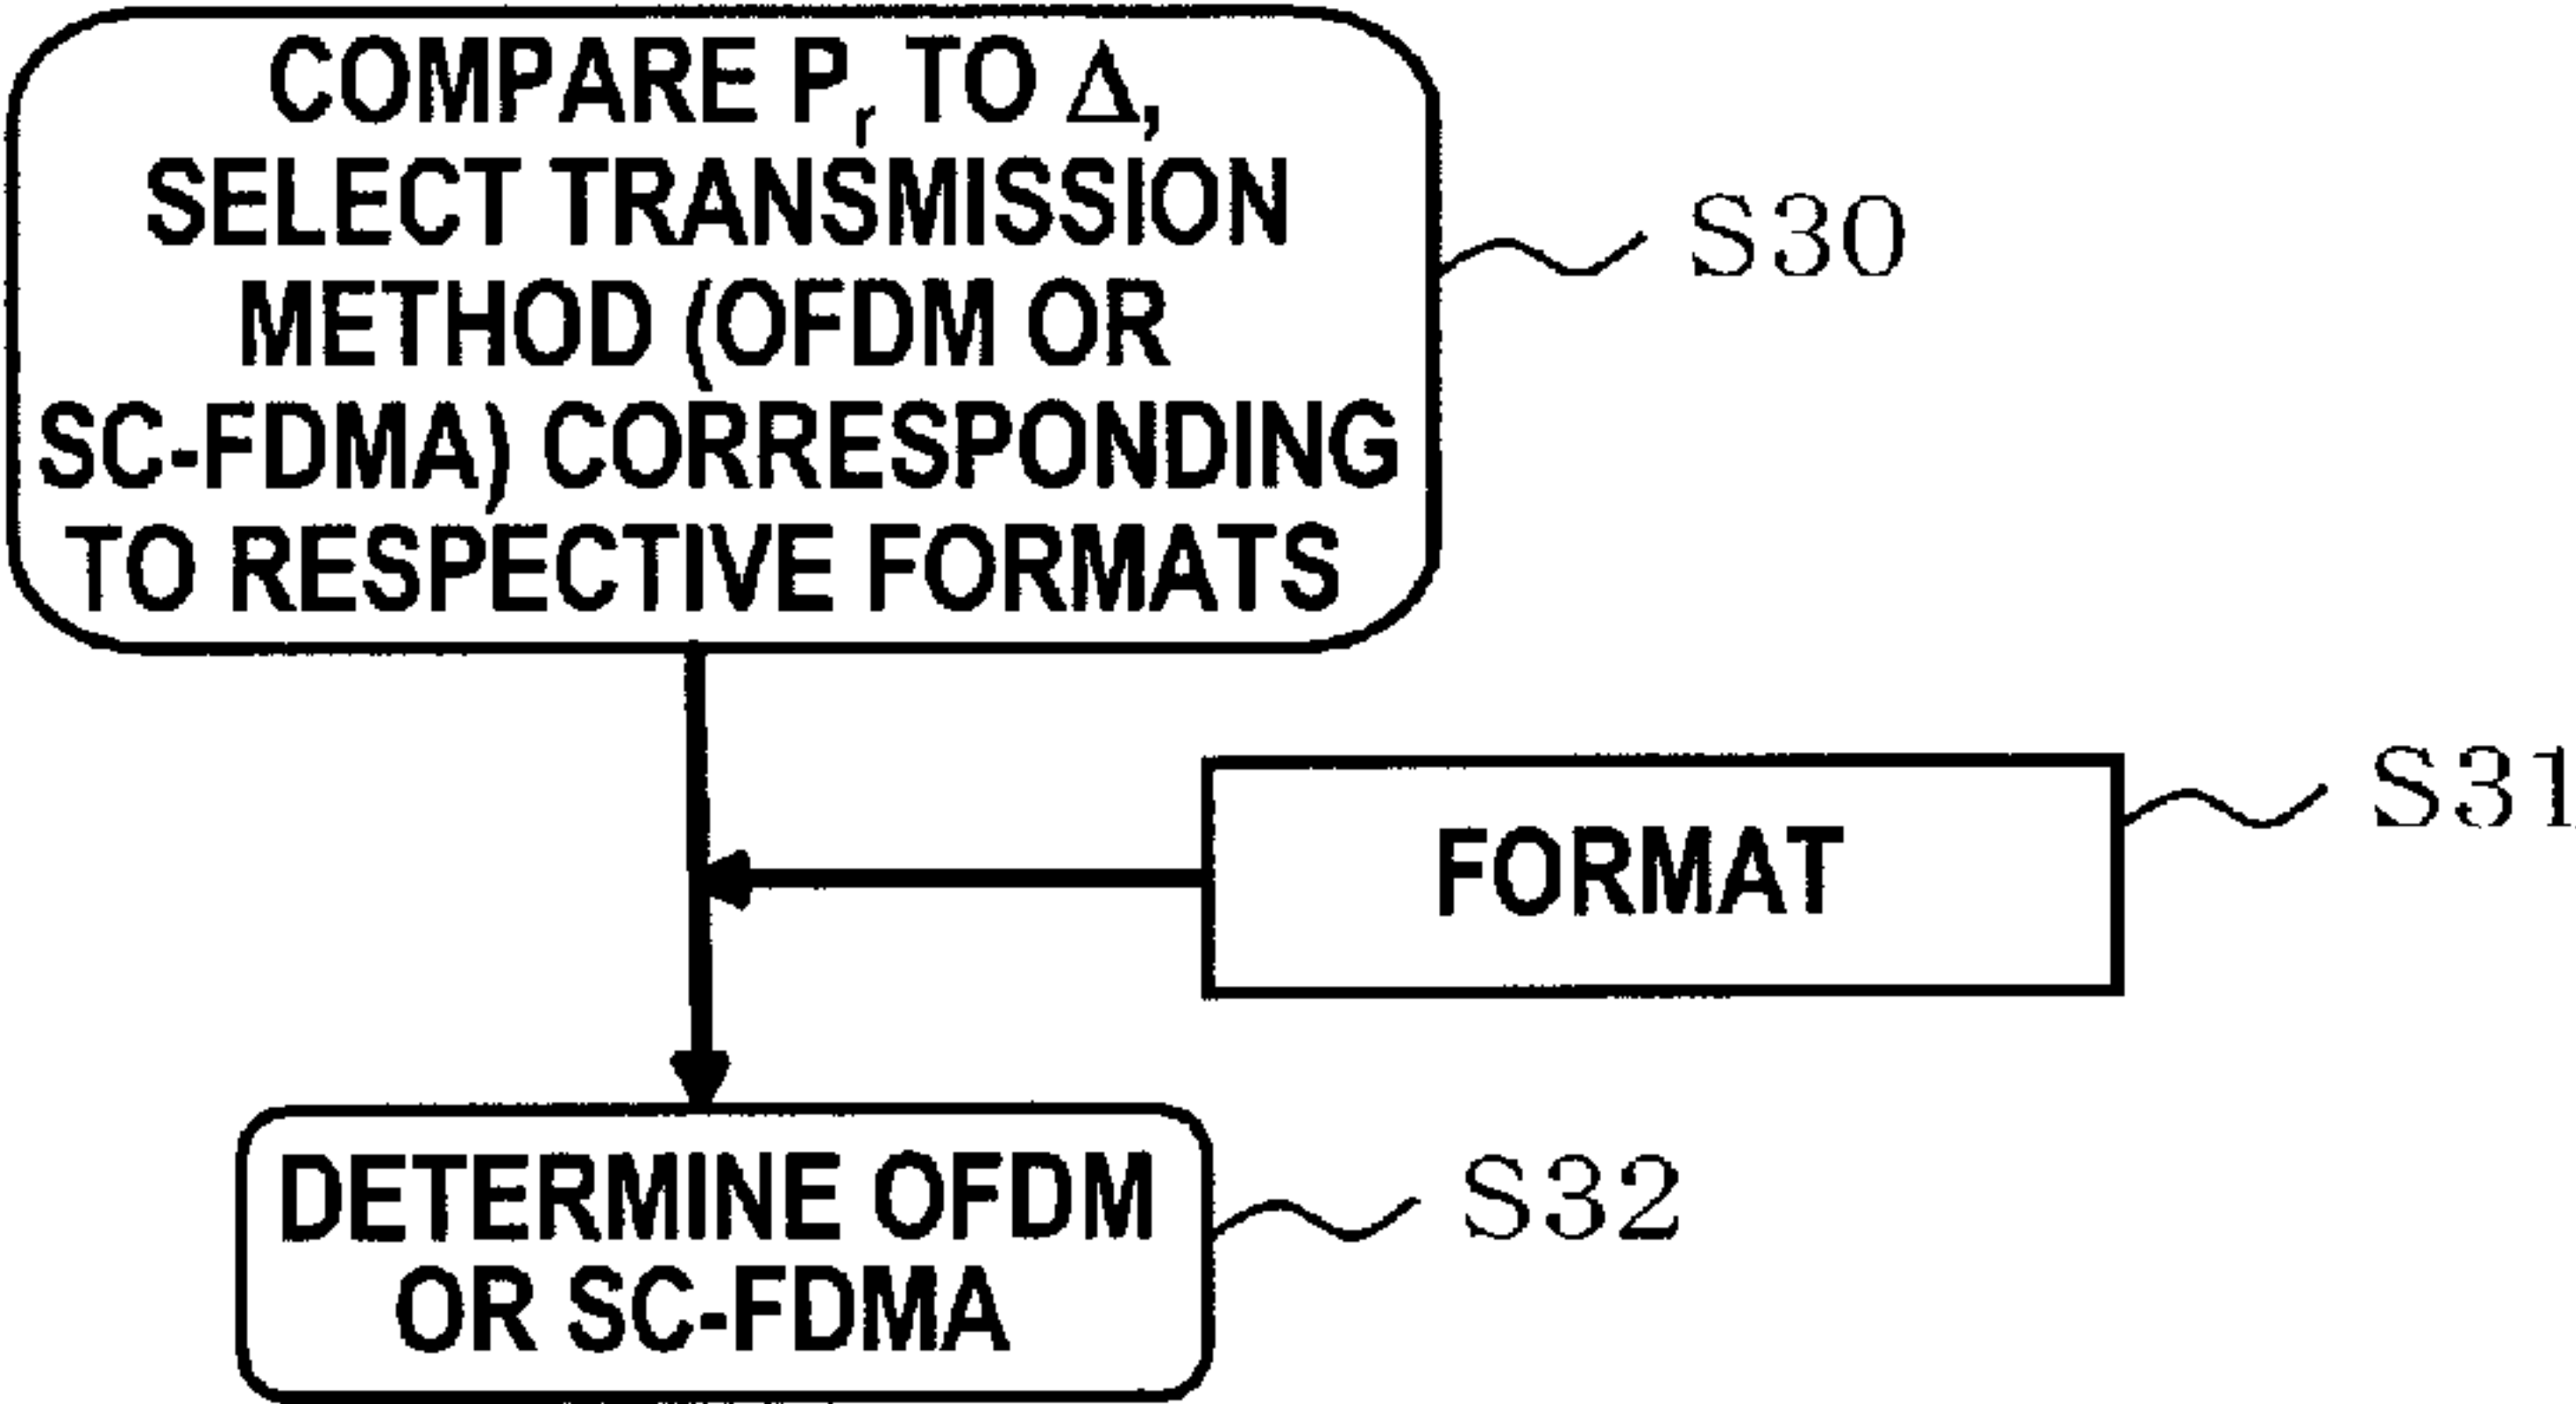 COMPARE Pr TO Δ,
SELECT TRANSMISSION
METHOD (OFDM OR
SC-FDMA) CORRESPONDING
TO RESPECTIVE FORMATS
S30
FORMAT
S31
DETERMINE OFDM
OR SC-FDMA
S32